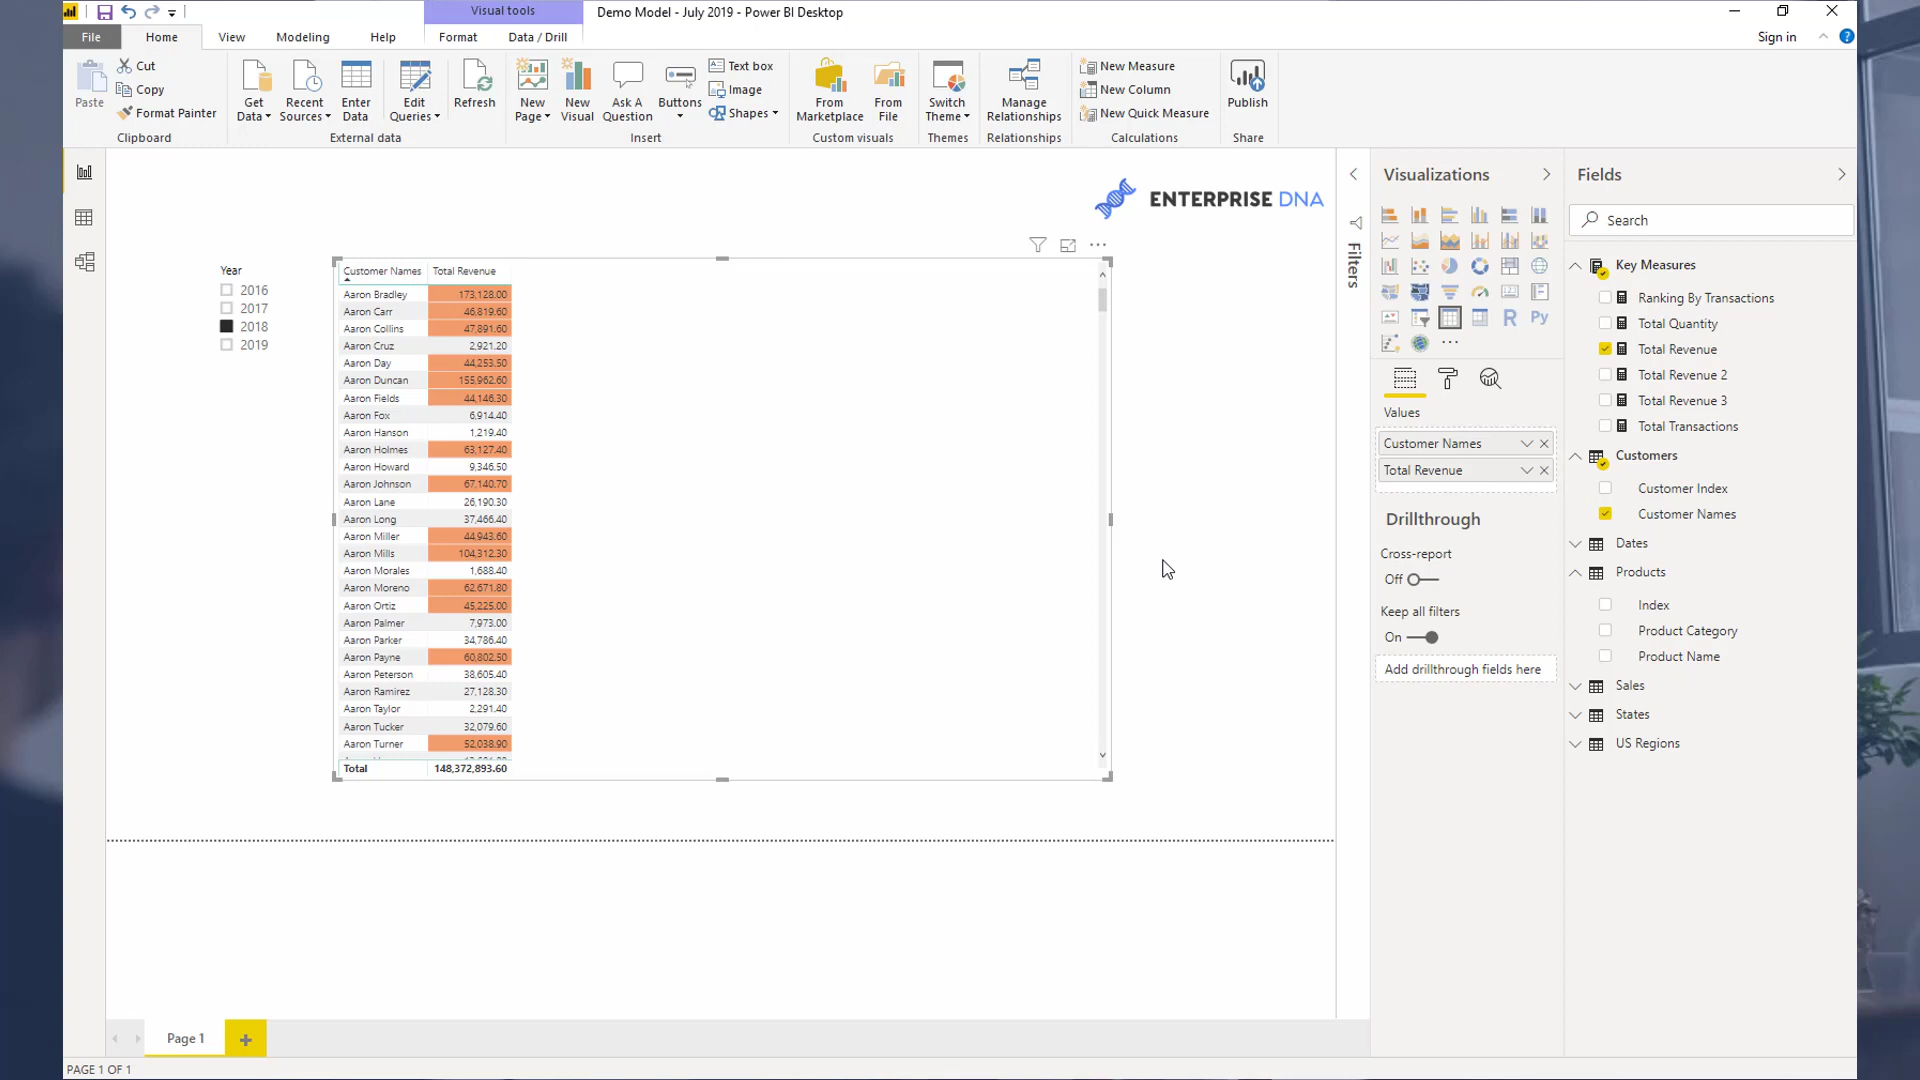 Visual tools
Demo Model - July 2019 - Power BI Desktop
File
Home
View
Modeling
Help
Format
Data / Drill
Sign in
Paste
Cut
Copy
Format Painter
Clipboard
Get Data
Recent Sources
Enter Data
Edit Queries
Refresh
External data
New Page
New Visual
Ask A Question
Buttons
Text box
Image
Shapes
Insert
From Marketplace
From File
Custom visuals
Switch Theme
Themes
Manage Relationships
Relationships
New Measure
New Column
New Quick Measure
Calculations
Publish
Share
ENTERPRISE DNA
Year
2016
2017
2018
2019
Customer Names Total Revenue
Aaron Bradley 173,128.00
Aaron Carr 46,819.60
Aaron Collins 47,891.60
Aaron Cruz 2,921.20
Aaron Day 44,253.50
Aaron Duncan 155,962.60
Aaron Fields 44,146.30
Aaron Fox 6,914.40
Aaron Hanson 1,219.40
Aaron Holmes 63,127.40
Aaron Howard 9,346.50
Aaron Johnson 67,140.70
Aaron Lane 26,190.30
Aaron Long 37,466.40
Aaron Miller 44,943.60
Aaron Mills 104,312.30
Aaron Morales 1,688.40
Aaron Moreno 62,671.80
Aaron Ortiz 45,225.00
Aaron Palmer 7,973.00
Aaron Parker 34,786.40
Aaron Payne 60,802.50
Aaron Peterson 38,605.40
Aaron Ramirez 27,128.30
Aaron Taylor 2,291.40
Aaron Tucker 32,079.60
Aaron Turner 52,038.90
Total 148,372,893.60
Filters
Visualizations
R
Py
Values
Customer Names
Total Revenue
Drillthrough
Cross-report
Off
Keep all filters
On
Add drillthrough fields here
Fields
Search
Key Measures
Ranking By Transactions
Total Quantity
Total Revenue
Total Revenue 2
Total Revenue 3
Total Transactions
Customers
Customer Index
Customer Names
Dates
Products
Index
Product Category
Product Name
Sales
States
US Regions
Page 1
PAGE 1 OF 1